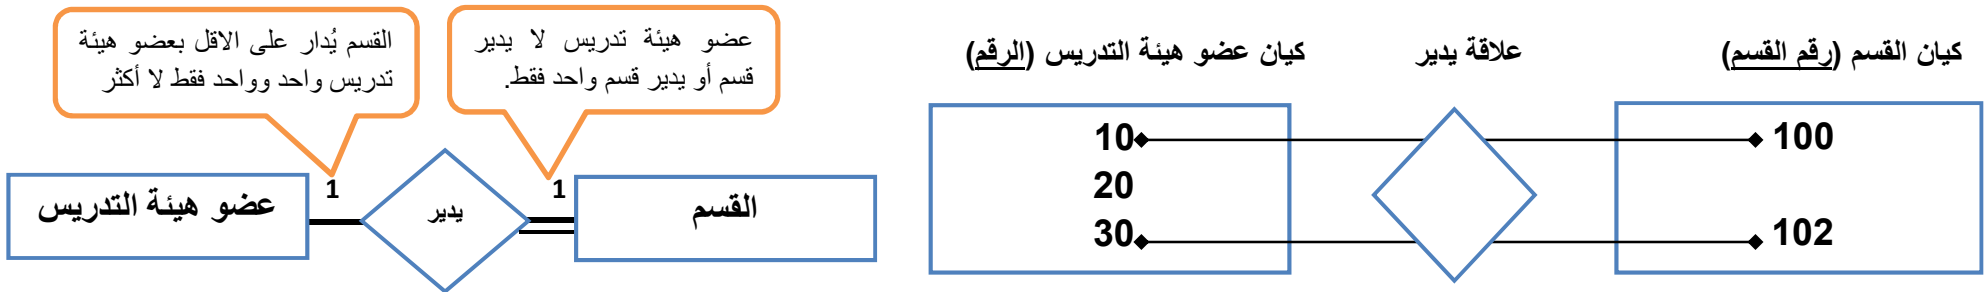 القسم يُدار على الاقل بعضو هيئة
تدريس واحد وواحد فقط لا أكثر
عضو هيئة تدريس لا يدير
قسم أو يدير قسم واحد فقط.
1
1
عضو هيئة التدريس
يدير
القسم
كيان عضو هيئة التدريس (الرقم)
علاقة يدير
كيان القسم (رقم القسم)
10
100
20
30
102